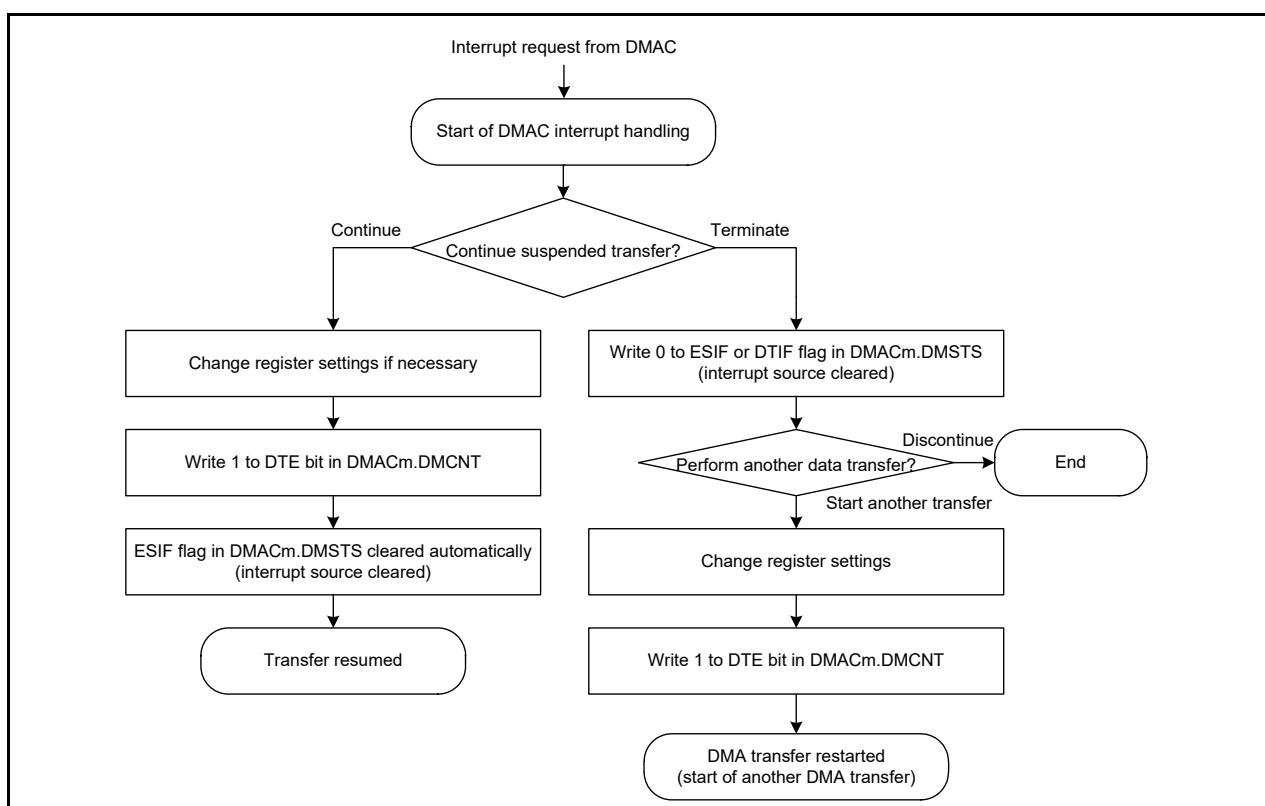 Interrupt request from DMAC
Start of DMAC interrupt handling
Continue
Terminate
Continue suspended transfer?
Change register settings if necessary
Write 1 to DTE bit in DMACm.DMCNT
ESIF flag in DMACm.DMSTS cleared automatically
(interrupt source cleared)
Transfer resumed
Write 0 to ESIF or DTIF flag in DMACm.DMSTS
(interrupt source cleared)
Discontinue
Perform another data transfer?
End
Start another transfer
Change register settings
Write 1 to DTE bit in DMACm.DMCNT
DMA transfer restarted
(start of another DMA transfer)